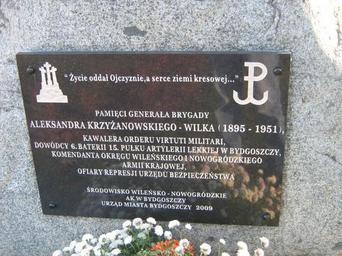 "Życie oddał Ojczyźnie, a serce ziemi kresowej..."
PAMIĘCI GENERAŁA BRYGADY
ALEKSANDRA KRZYŻANOWSKIEGO - WILKA (1895 - 1951),
KAWALERA ORDERU VIRTUTI MILITARI,
DOWÓDCY 6. BATERII 15. PUŁKU ARTYLERII LEKKIEJ W BYDGOSZCZY,
KOMENDANTA OKRĘGU WILEŃSKIEGO I NOWOGRÓDZKIEGO
ARMII KRAJOWEJ,
OFIARY REPRESJI URZĘDU BEZPIECZEŃSTWA
ŚRODOWISKO WILEŃSKO - NOWOGRÓDZKIE
AK W BYDGOSZCZY
URZĄD MIASTA BYDGOSZCZY 2009